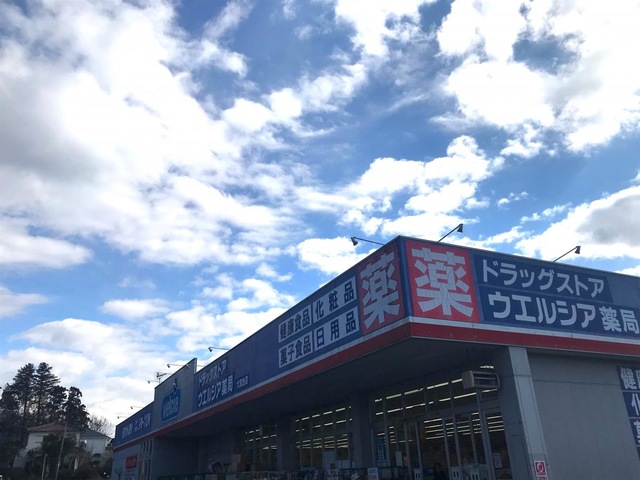 薬
ドラッグストア
ウエルシア薬局
薬
健康食品
化粧品
菓子食品
日用品
ドラッグストア
ウエルシア薬局